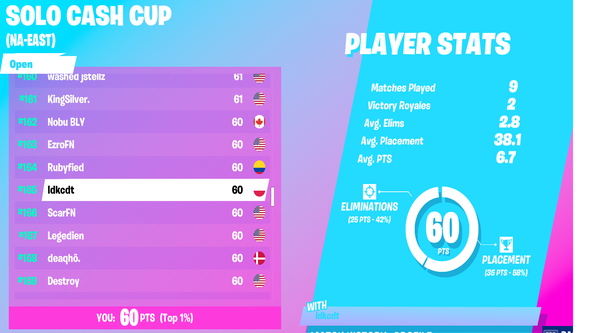 SOLO CASH CUP
(NA-EAST)
Open
#160 washed jstellz 61
#161 KingSilver. 61
#162 Nobu BLY 60
#163 EzroFN 60
#164 Rubyfied 60
#165 Idkcdt 60
#166 ScarFN 60
#167 Legedien 60
#168 deaqhō. 60
#169 Destroy 60
YOU: 60 PTS (Top 1%)
PLAYER STATS
Matches Played 9
Victory Royales 2
Avg. Elims 2.8
Avg. Placement 38.1
Avg. PTS 6.7
ELIMINATIONS
(25 PTS - 42%)
60
PTS
PLACEMENT
(35 PTS - 58%)
WITH
Idkcdt